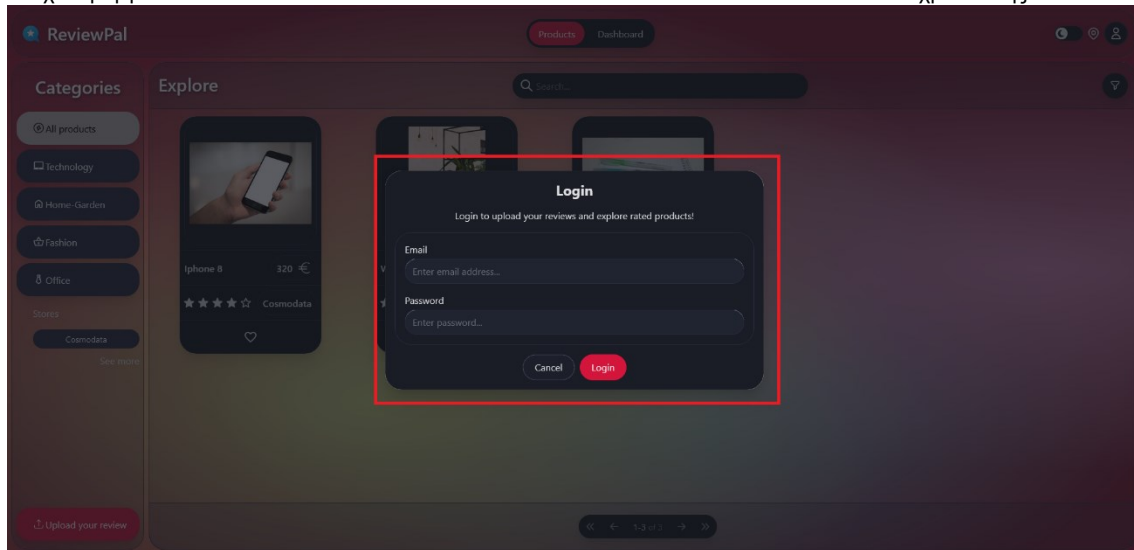 ReviewPal
Products
Dashboard
Categories
Explore
Search...
All products
Technology
Home-Garden
Fashion
Office
Stores
Cosmodata
See more
Iphone 8 320 €
Cosmodata
Login
Login to upload your reviews and explore rated products!
Email
Enter email address...
Password
Enter password...
Cancel
Login
Upload your review
1-3 of 3